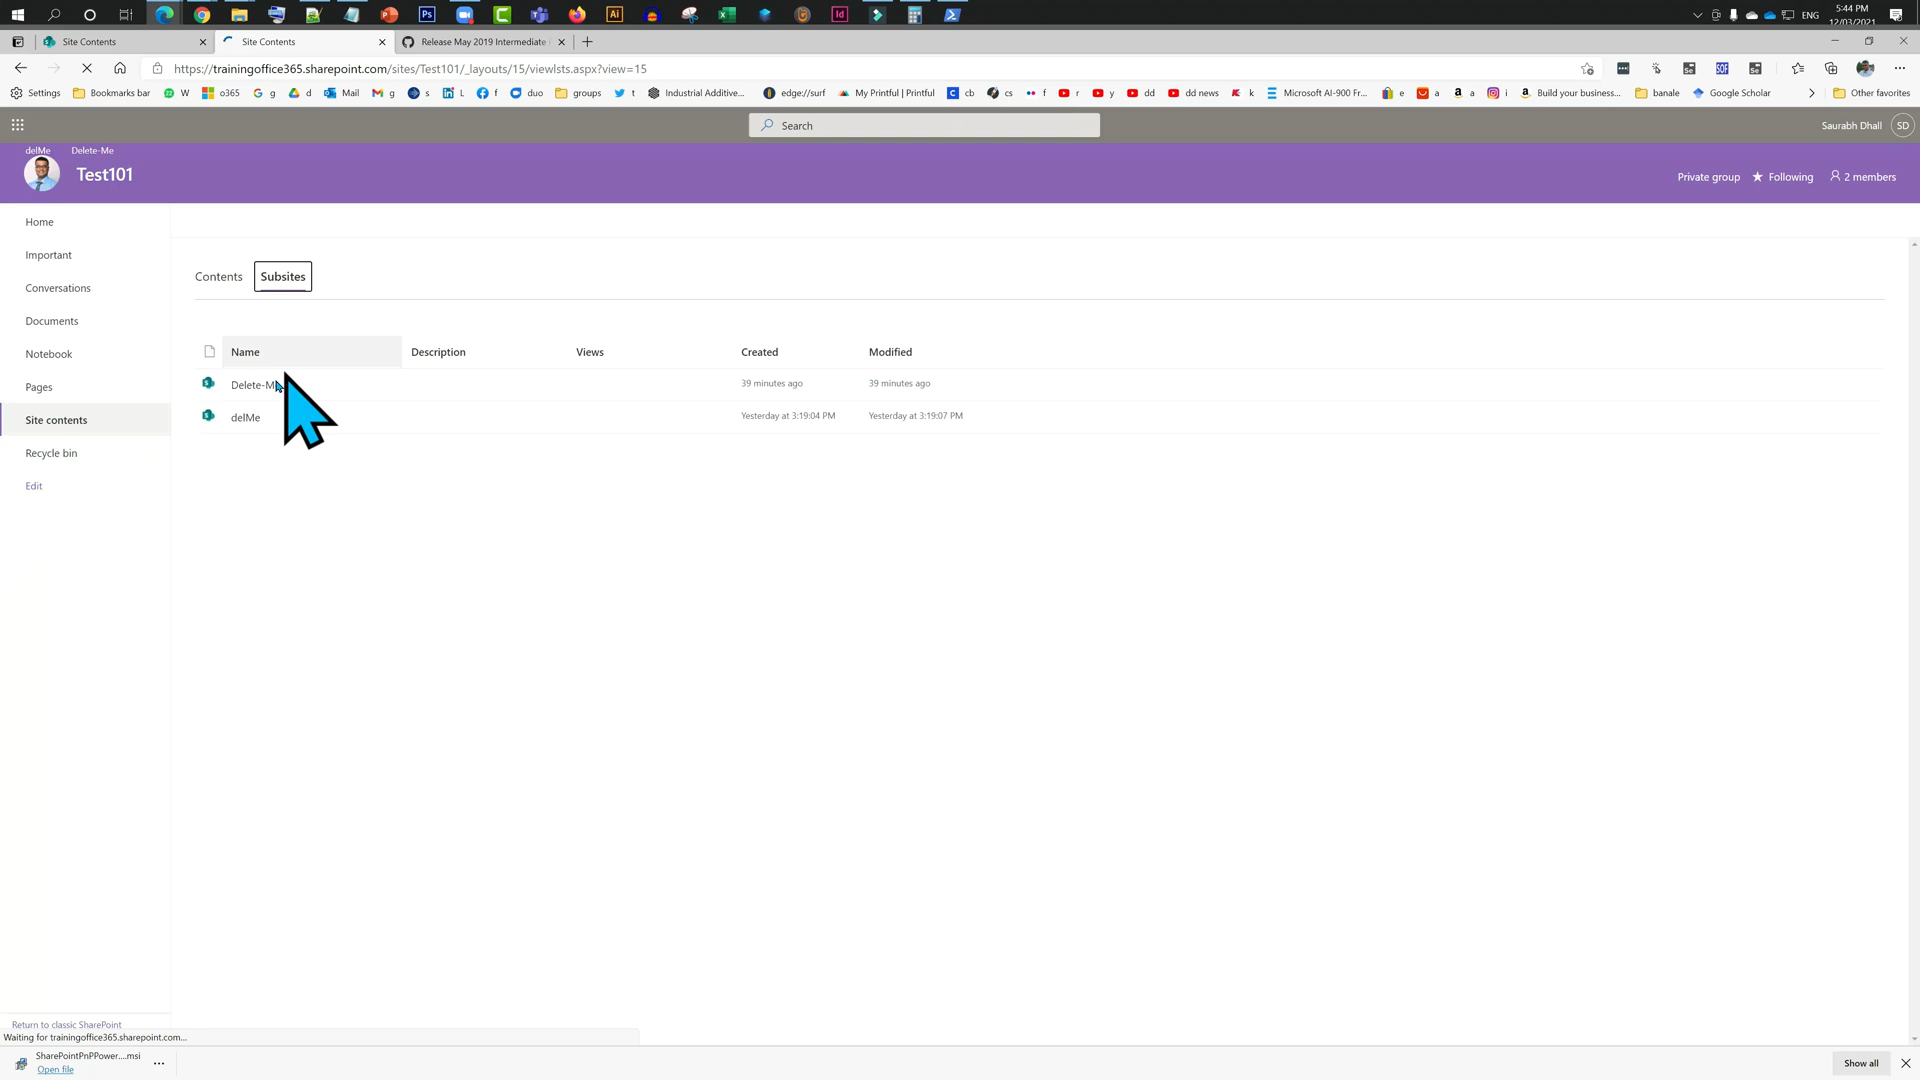 5:44 PM
ENG
12/03/2021
Site Contents
Site Contents
Release May 2019 Intermediate
https://trainingoffice365.sharepoint.com/sites/Test101/_layouts/15/viewlsts.aspx?view=15
Settings
Bookmarks bar
W
o365
g
d
Mail
g
s
L
f
duo
groups
t
Industrial Additive...
edge://surf
My Printful | Printful
cb
cs
f
r
y
dd
dd news
k
Microsoft AI-900 Fr...
e
a
a
i
Build your business...
banale
Google Scholar
Other favorites
Search
Saurabh Dhall
SD
delMe
Delete-Me
Test101
Private group
Following
2 members
Home
Important
Conversations
Documents
Notebook
Pages
Site contents
Recycle bin
Edit
Contents
Subsites
Name
Description
Views
Created
Modified
Delete-M
39 minutes ago
39 minutes ago
delMe
Yesterday at 3:19:04 PM
Yesterday at 3:19:07 PM
Return to classic SharePoint
Waiting for trainingoffice365.sharepoint.com...
SharePointPnPPower....msi
Open file
Show all